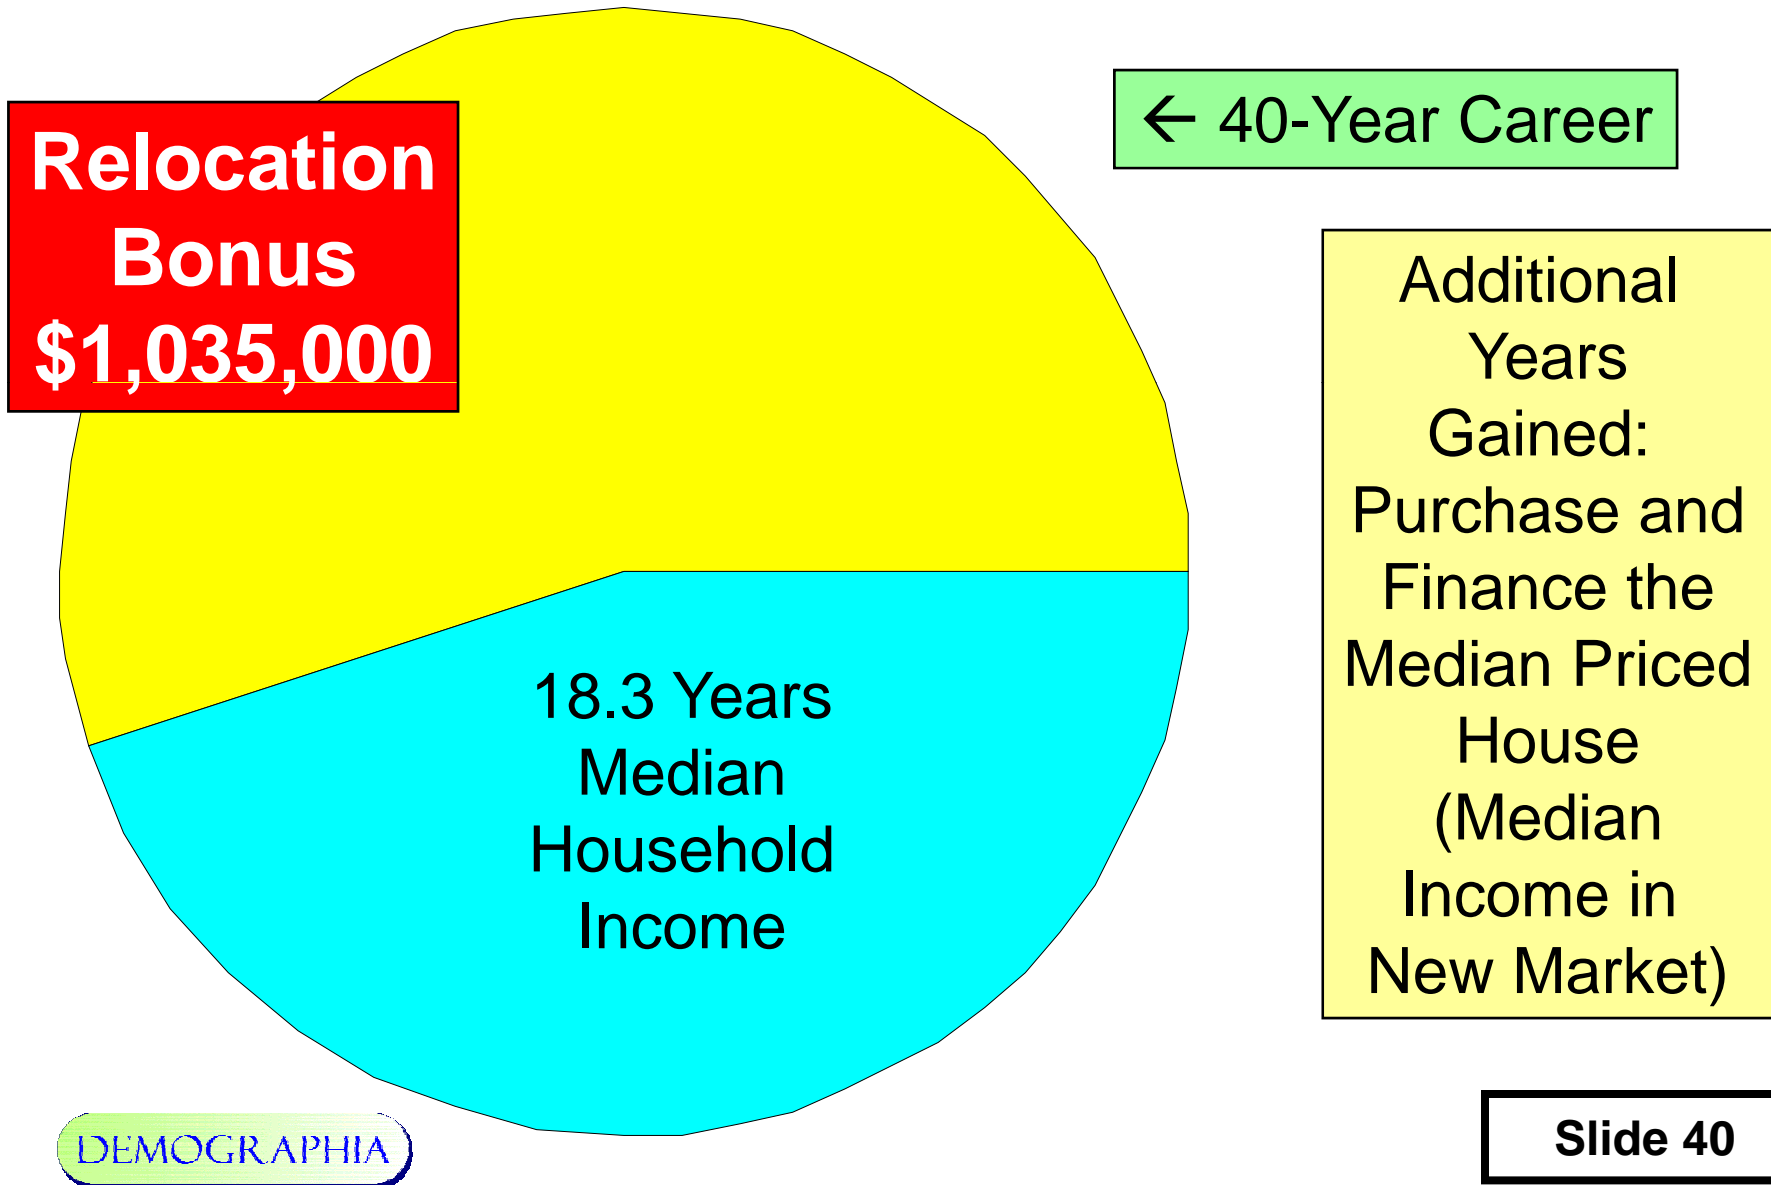 Relocation
Bonus
$1,035,000
← 40-Year Career
Additional
Years
Gained:
Purchase and
Finance the
Median Priced
House
(Median
Income in
New Market)
18.3 Years
Median
Household
Income
DEMOGRAPHIA
Slide 40